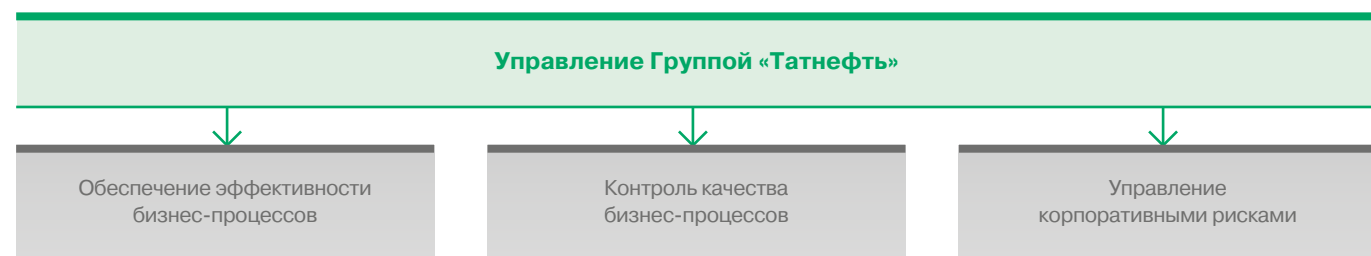 Управление Группой «Татнефть»
Обеспечение эффективности
бизнес-процессов
Контроль качества
бизнес-процессов
Управление
корпоративными рисками